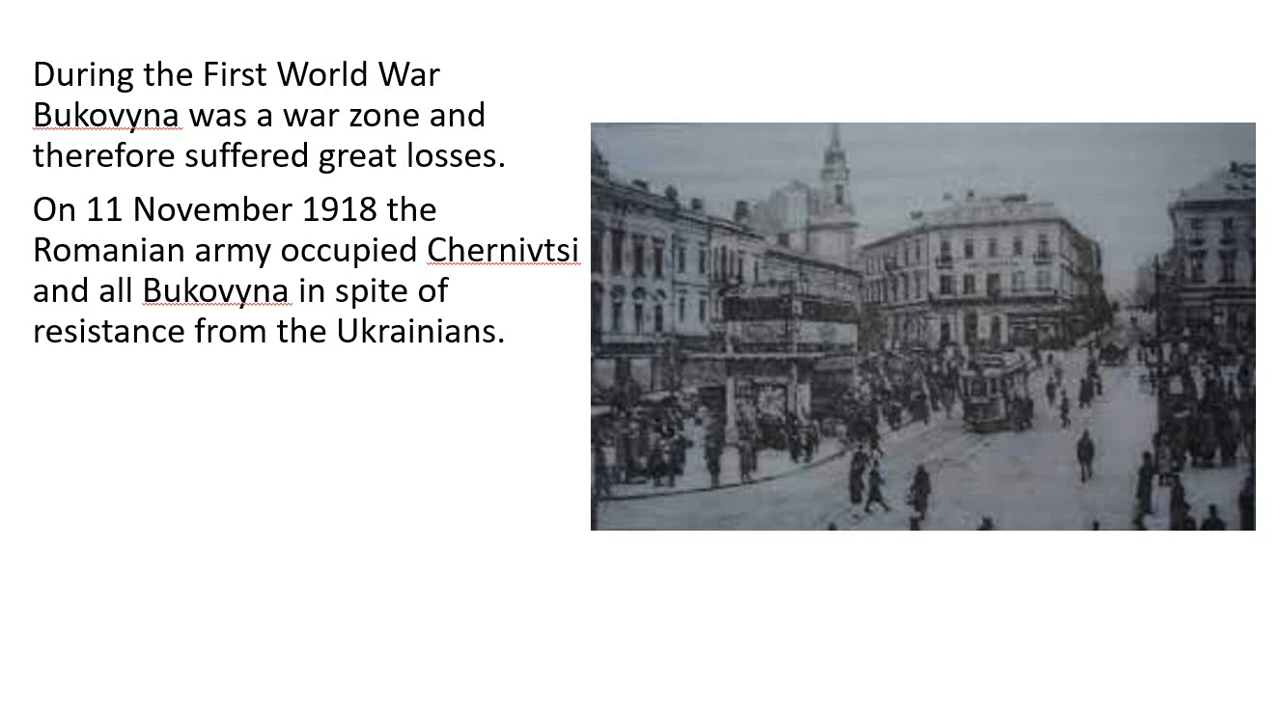 During the First World War
Bukovyna was a war zone and
therefore suffered great losses.
On 11 November 1918 the
Romanian army occupied Chernivtsi
and all Bukovyna in spite of
resistance from the Ukrainians.